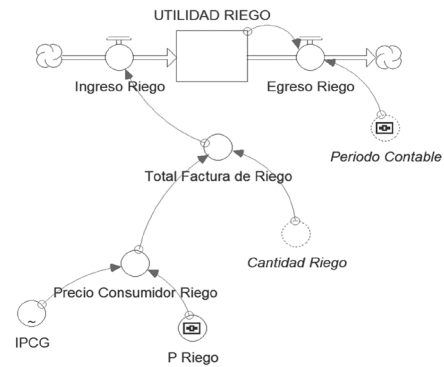 UTILIDAD RIEGO
Ingreso Riego
Egreso Riego
Periodo Contable
Total Factura de Riego
Cantidad Riego
Precio Consumidor Riego
~
IPCG
P Riego